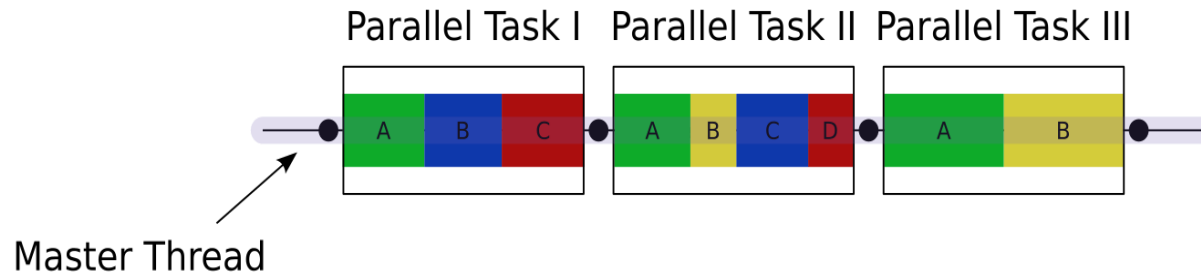 Parallel Task I
Parallel Task II
Parallel Task III
A B C
A B C D
A B
Master Thread